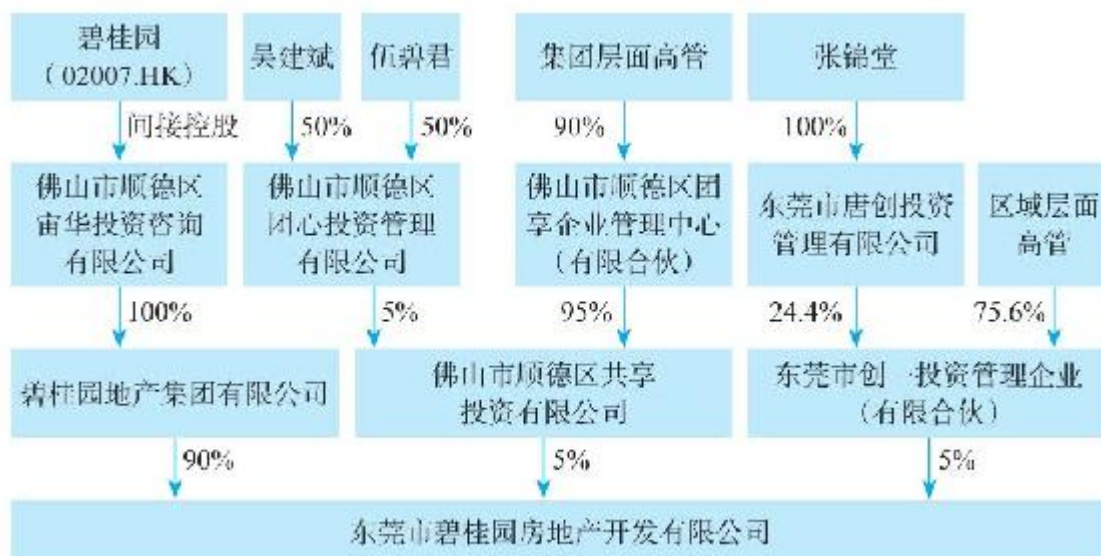 碧桂园
（02007.HK）
吴建斌
伍碧君
集团层面高管
张锦堂
间接控股
50%
50%
90%
100%
佛山市顺德区
宙华投资咨询
有限公司
佛山市顺德区
团心投资管理
有限公司
佛山市顺德区团
享企业管理中心
（有限合伙）
东莞市唐创投资
管理有限公司
区域层面
高管
100%
5%
95%
24.4%
75.6%
碧桂园地产集团有限公司
佛山市顺德区共享
投资有限公司
东莞市创一投资管理企业
（有限合伙）
90%
5%
5%
东莞市碧桂园房地产开发有限公司